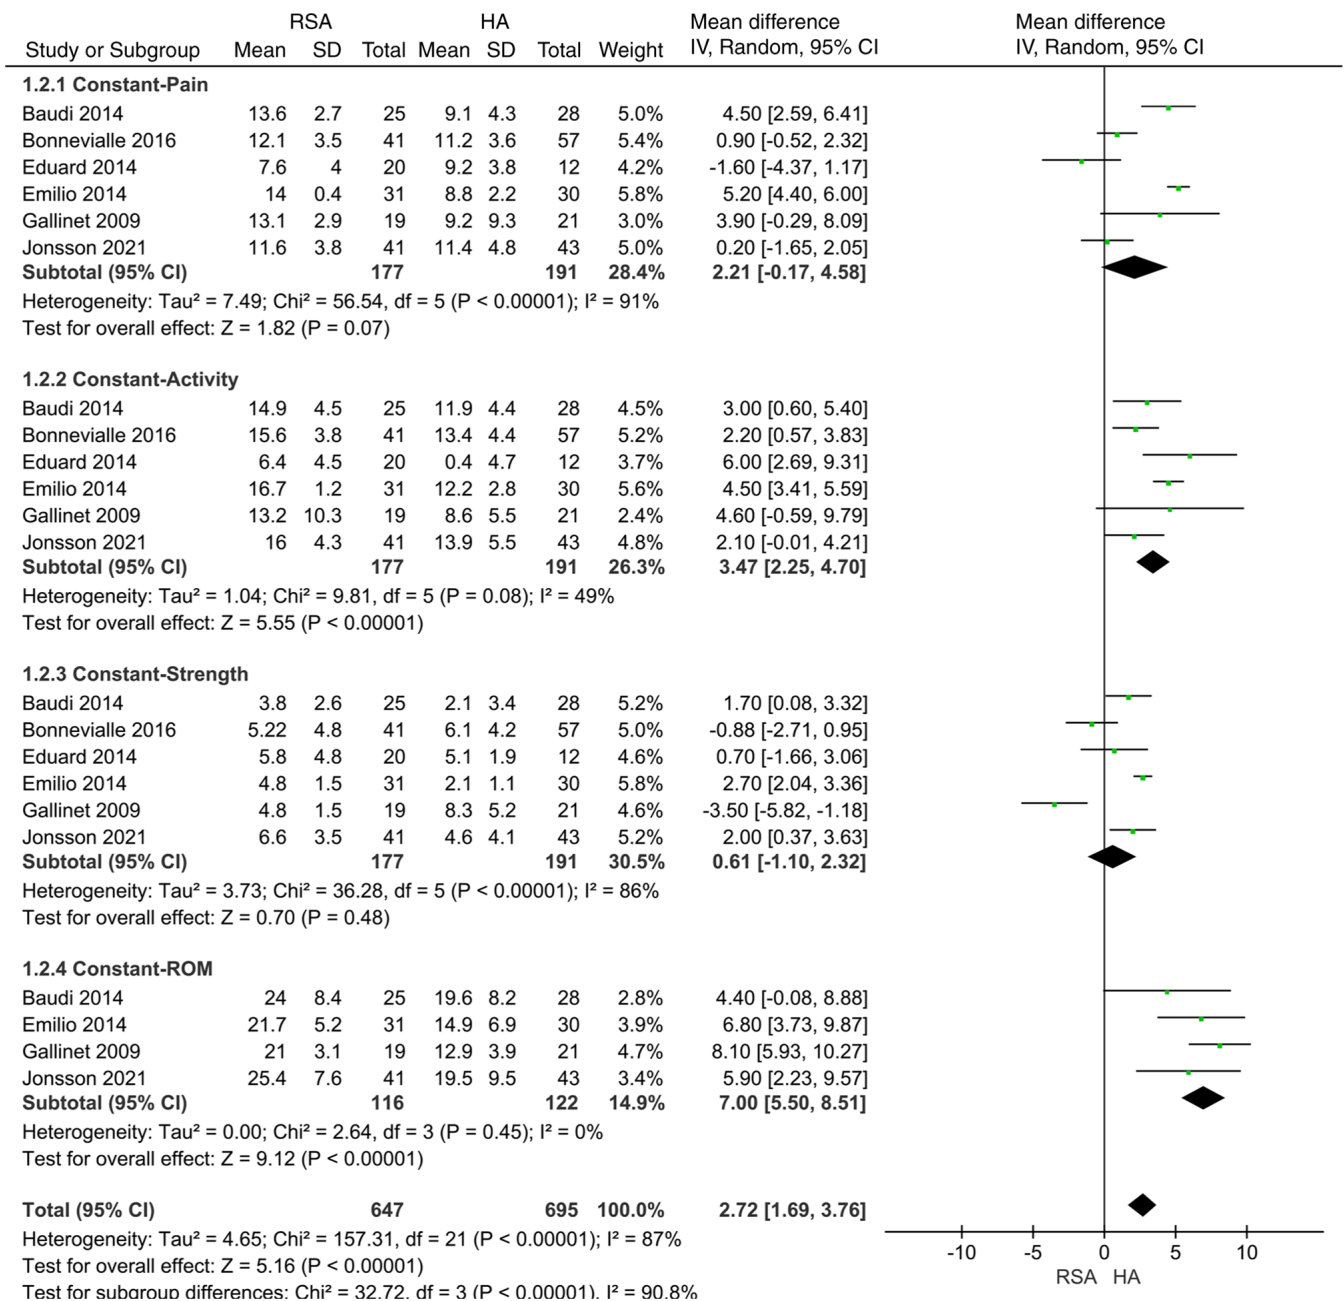 RSA HA Mean difference Mean difference
Study or Subgroup Mean SD Total Mean SD Total Weight IV, Random, 95% CI IV, Random, 95% CI
1.2.1 Constant-Pain
Baudi 2014 13.6 2.7 25 9.1 4.3 28 5.0% 4.50 [2.59, 6.41]
Bonnevialle 2016 12.1 3.5 41 11.2 3.6 57 5.4% 0.90 [-0.52, 2.32]
Eduard 2014 7.6 4 20 9.2 3.8 12 4.2% -1.60 [-4.37, 1.17]
Emilio 2014 14 0.4 31 8.8 2.2 30 5.8% 5.20 [4.40, 6.00]
Gallinet 2009 13.1 2.9 19 9.2 9.3 21 3.0% 3.90 [-0.29, 8.09]
Jonsson 2021 11.6 3.8 41 11.4 4.8 43 5.0% 0.20 [-1.65, 2.05]
Subtotal (95% CI) 177 191 28.4% 2.21 [-0.17, 4.58]
Heterogeneity: Tau² = 7.49; Chi² = 56.54, df = 5 (P < 0.00001); I² = 91%
Test for overall effect: Z = 1.82 (P = 0.07)
1.2.2 Constant-Activity
Baudi 2014 14.9 4.5 25 11.9 4.4 28 4.5% 3.00 [0.60, 5.40]
Bonnevialle 2016 15.6 3.8 41 13.4 4.4 57 5.2% 2.20 [0.57, 3.83]
Eduard 2014 6.4 4.5 20 0.4 4.7 12 3.7% 6.00 [2.69, 9.31]
Emilio 2014 16.7 1.2 31 12.2 2.8 30 5.6% 4.50 [3.41, 5.59]
Gallinet 2009 13.2 10.3 19 8.6 5.5 21 2.4% 4.60 [-0.59, 9.79]
Jonsson 2021 16 4.3 41 13.9 5.5 43 4.8% 2.10 [-0.01, 4.21]
Subtotal (95% CI) 177 191 26.3% 3.47 [2.25, 4.70]
Heterogeneity: Tau² = 1.04; Chi² = 9.81, df = 5 (P = 0.08); I² = 49%
Test for overall effect: Z = 5.55 (P < 0.00001)
1.2.3 Constant-Strength
Baudi 2014 3.8 2.6 25 2.1 3.4 28 5.2% 1.70 [0.08, 3.32]
Bonnevialle 2016 5.22 4.8 41 6.1 4.2 57 5.0% -0.88 [-2.71, 0.95]
Eduard 2014 5.8 4.8 20 5.1 1.9 12 4.6% 0.70 [-1.66, 3.06]
Emilio 2014 4.8 1.5 31 2.1 1.1 30 5.8% 2.70 [2.04, 3.36]
Gallinet 2009 4.8 1.5 19 8.3 5.2 21 4.6% -3.50 [-5.82, -1.18]
Jonsson 2021 6.6 3.5 41 4.6 4.1 43 5.2% 2.00 [0.37, 3.63]
Subtotal (95% CI) 177 191 30.5% 0.61 [-1.10, 2.32]
Heterogeneity: Tau² = 3.73; Chi² = 36.28, df = 5 (P < 0.00001); I² = 86%
Test for overall effect: Z = 0.70 (P = 0.48)
1.2.4 Constant-ROM
Baudi 2014 24 8.4 25 19.6 8.2 28 2.8% 4.40 [-0.08, 8.88]
Emilio 2014 21.7 5.2 31 14.9 6.9 30 3.9% 6.80 [3.73, 9.87]
Gallinet 2009 21 3.1 19 12.9 3.9 21 4.7% 8.10 [5.93, 10.27]
Jonsson 2021 25.4 7.6 41 19.5 9.5 43 3.4% 5.90 [2.23, 9.57]
Subtotal (95% CI) 116 122 14.9% 7.00 [5.50, 8.51]
Heterogeneity: Tau² = 0.00; Chi² = 2.64, df = 3 (P = 0.45); I² = 0%
Test for overall effect: Z = 9.12 (P < 0.00001)
Total (95% CI) 647 695 100.0% 2.72 [1.69, 3.76]
Heterogeneity: Tau² = 4.65; Chi² = 157.31, df = 21 (P < 0.00001); I² = 87%
Test for overall effect: Z = 5.16 (P < 0.00001)
Test for subgroup differences: Chi² = 32.72, df = 3 (P < 0.00001), I² = 90.8%
-10 -5 0 5 10
RSA HA